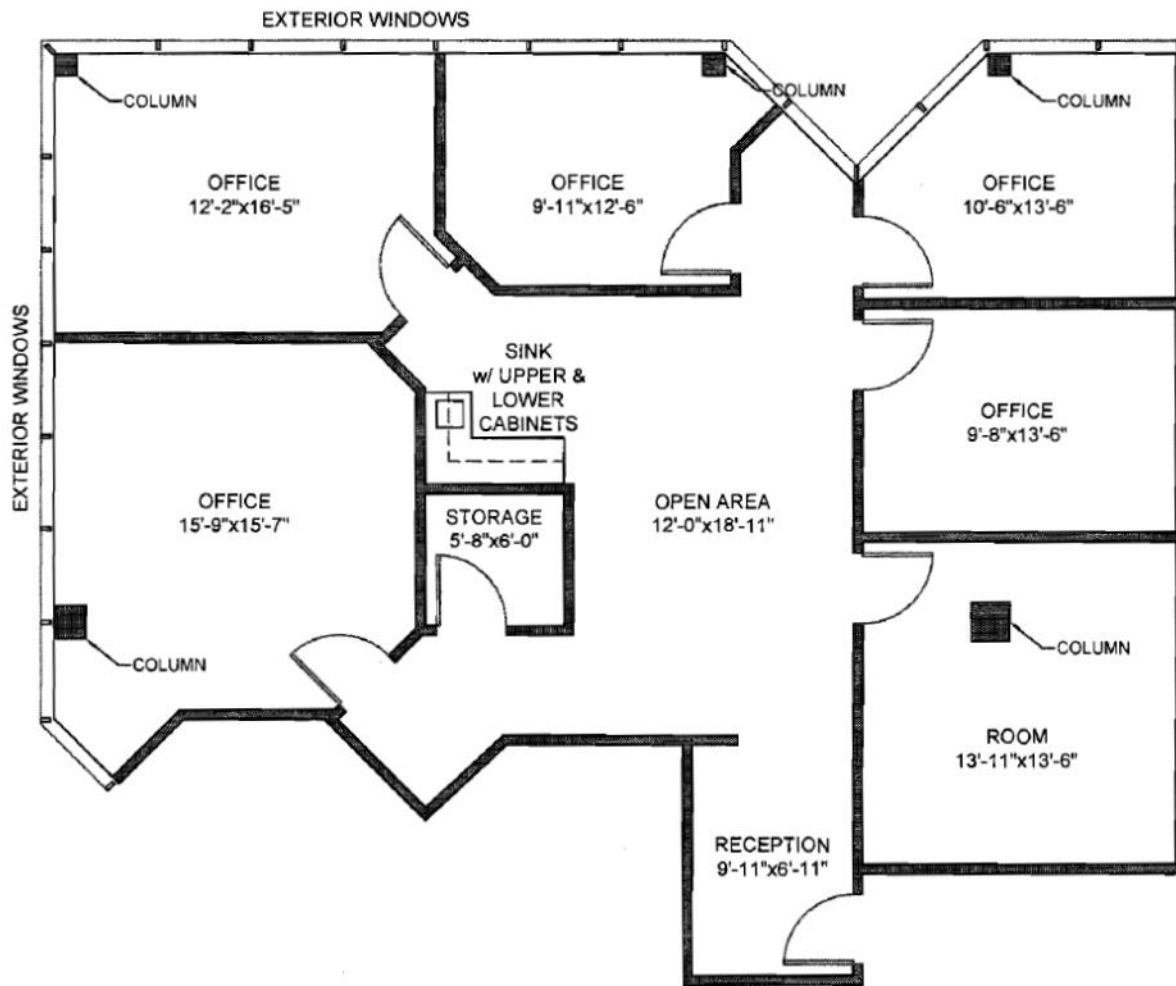 EXTERIOR WINDOWS
COLUMN
COLUMN
COLUMN
OFFICE
12'-2"x16'-5"
OFFICE
9'-11"x12'-6"
OFFICE
10'-6"x13'-6"
EXTERIOR WINDOWS
SINK
w/ UPPER &
LOWER
CABINETS
OFFICE
9'-8"x13'-6"
OFFICE
15'-9"x15'-7"
STORAGE
5'-8"x6'-0"
OPEN AREA
12'-0"x18'-11"
COLUMN
COLUMN
ROOM
13'-11"x13'-6"
RECEPTION
9'-11"x6'-11"